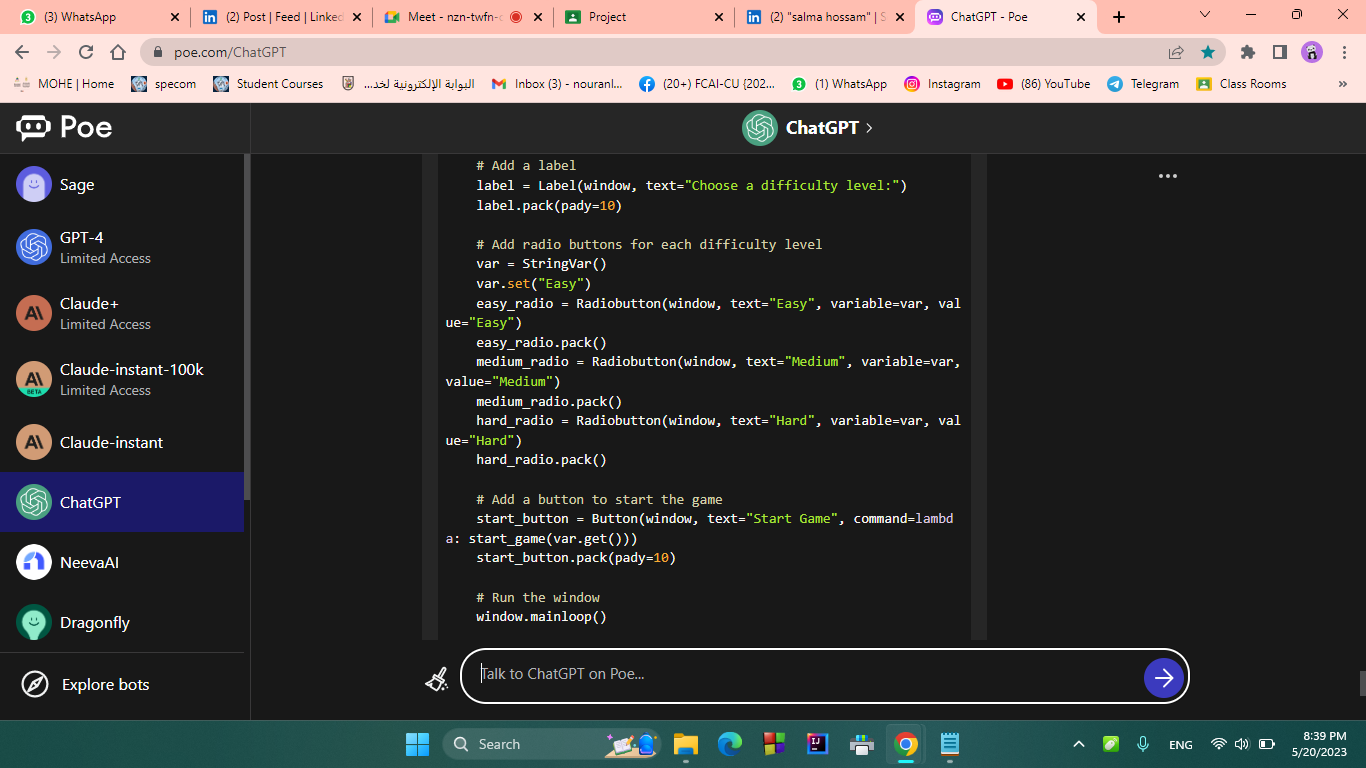 (3) WhatsApp
(2) Post | Feed | Linked
Meet - nzn-twfn-c
Project
(2) "salma hossam" | S
ChatGPT - Poe
poe.com/ChatGPT
MOHE | Home
specom
Student Courses
البوابة الإلكترونية لخد...
Inbox (3) - nouranl...
(20+) FCAI-CU {202...
(1) WhatsApp
Instagram
(86) YouTube
Telegram
Class Rooms
»
Poe
ChatGPT
Sage
GPT-4
Limited Access
Claude+
Limited Access
Claude-instant-100k
Limited Access
BETA
Claude-instant
ChatGPT
NeevaAI
Dragonfly
Explore bots
# Add a label
label = Label(window, text="Choose a difficulty level:")
label.pack(pady=10)
# Add radio buttons for each difficulty level
var = StringVar()
var.set("Easy")
easy_radio = Radiobutton(window, text="Easy", variable=var, val
ue="Easy")
easy_radio.pack()
medium_radio = Radiobutton(window, text="Medium", variable=var,
value="Medium")
medium_radio.pack()
hard_radio = Radiobutton(window, text="Hard", variable=var, val
ue="Hard")
hard_radio.pack()
# Add a button to start the game
start_button = Button(window, text="Start Game", command=lambd
a: start_game(var.get()))
start_button.pack(pady=10)
# Run the window
window.mainloop()
Talk to ChatGPT on Poe...
Search
ENG
8:39 PM
5/20/2023